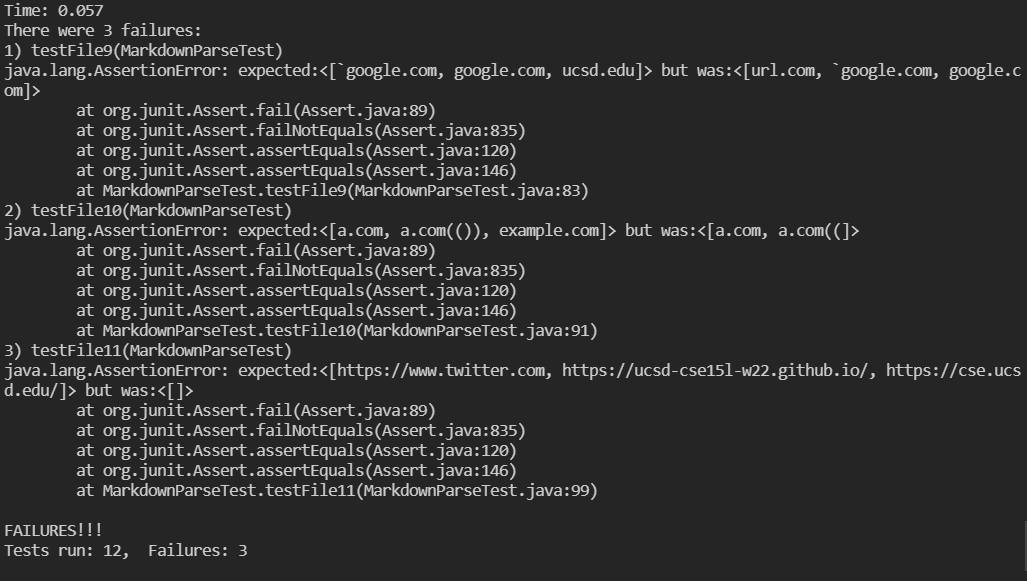 Time: 0.057
There were 3 failures:
1) testFile9(MarkdownParseTest)
java.lang.AssertionError: expected:<[`google.com, google.com, ucsd.edu]> but was:<[url.com, `google.com, google.c
om]>
        at org.junit.Assert.fail(Assert.java:89)
        at org.junit.Assert.failNotEquals(Assert.java:835)
        at org.junit.Assert.assertEquals(Assert.java:120)
        at org.junit.Assert.assertEquals(Assert.java:146)
        at MarkdownParseTest.testFile9(MarkdownParseTest.java:83)
2) testFile10(MarkdownParseTest)
java.lang.AssertionError: expected:<[a.com, a.com(()), example.com]> but was:<[a.com, a.com((]>
        at org.junit.Assert.fail(Assert.java:89)
        at org.junit.Assert.failNotEquals(Assert.java:835)
        at org.junit.Assert.assertEquals(Assert.java:120)
        at org.junit.Assert.assertEquals(Assert.java:146)
        at MarkdownParseTest.testFile10(MarkdownParseTest.java:91)
3) testFile11(MarkdownParseTest)
java.lang.AssertionError: expected:<[https://www.twitter.com, https://ucsd-cse15l-w22.github.io/, https://cse.ucs
d.edu/]> but was:<[]>
        at org.junit.Assert.fail(Assert.java:89)
        at org.junit.Assert.failNotEquals(Assert.java:835)
        at org.junit.Assert.assertEquals(Assert.java:120)
        at org.junit.Assert.assertEquals(Assert.java:146)
        at MarkdownParseTest.testFile11(MarkdownParseTest.java:99)

FAILURES!!!
Tests run: 12,  Failures: 3